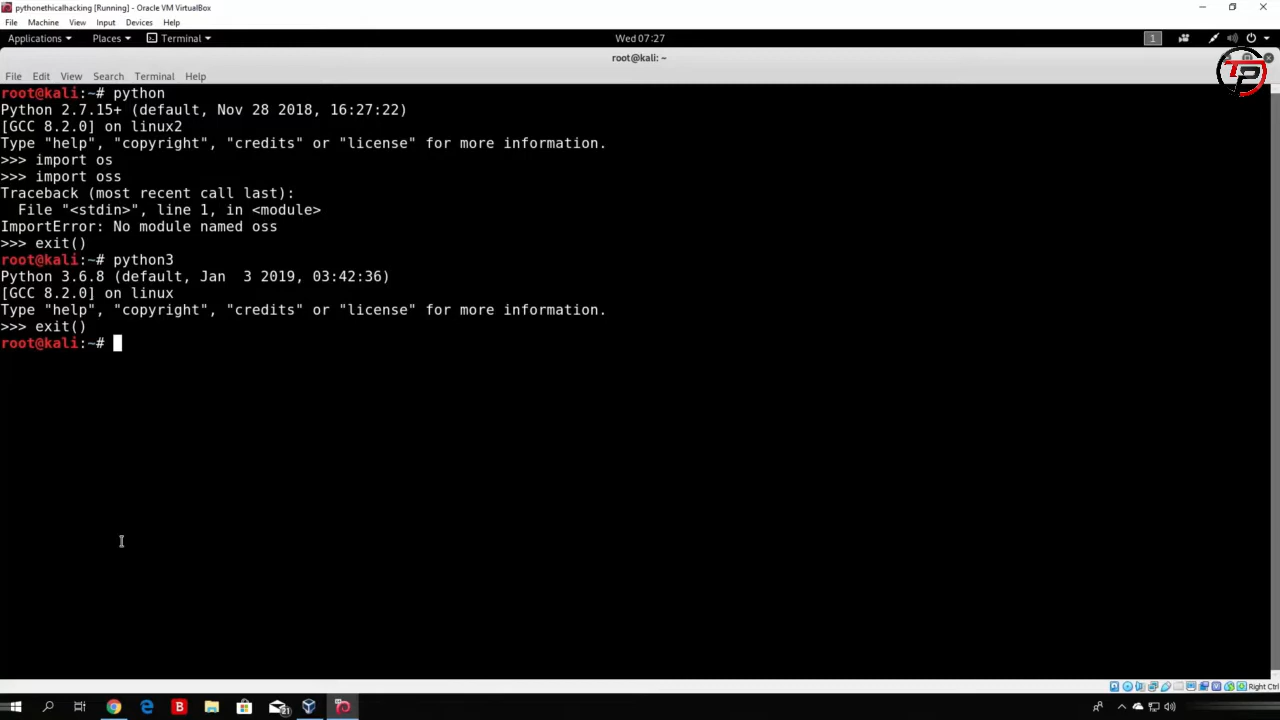 pythonethicalhacking [Running] - Oracle VM VirtualBox
File Machine View Input Devices Help
Applications Places Terminal Wed 07:27 1
root@kali: ~
File Edit View Search Terminal Help
TP
root@kali:~# python
Python 2.7.15+ (default, Nov 28 2018, 16:27:22)
[GCC 8.2.0] on linux2
Type "help", "copyright", "credits" or "license" for more information.
>>> import os
>>> import oss
Traceback (most recent call last):
  File "<stdin>", line 1, in <module>
ImportError: No module named oss
>>> exit()
root@kali:~# python3
Python 3.6.8 (default, Jan  3 2019, 03:42:36)
[GCC 8.2.0] on linux
Type "help", "copyright", "credits" or "license" for more information.
>>> exit()
root@kali:~#
Right Ctrl
B
21